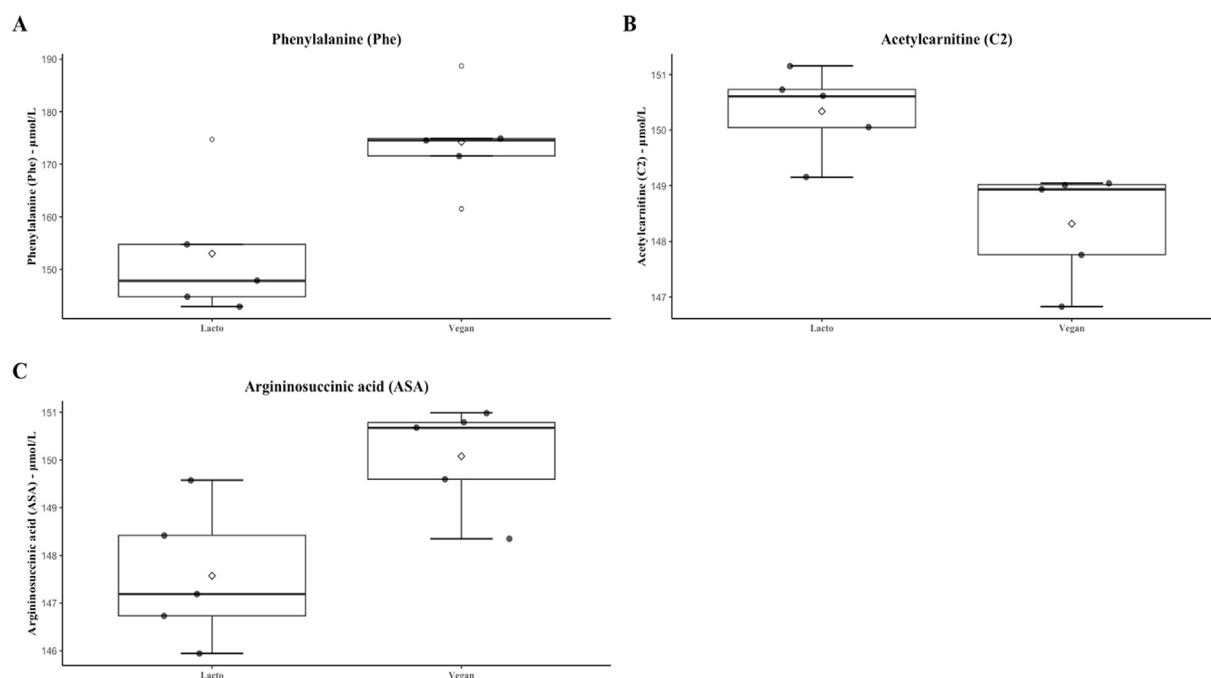 A
Phenylalanine (Phe)
Phenylalanine (Phe) - µmol/L
190
180
170
160
150
Lacto
Vegan
B
Acetylcarnitine (C2)
Acetylcarnitine (C2) - µmol/L
151
150
149
148
147
Lacto
Vegan
C
Argininosuccinic acid (ASA)
Argininosuccinic acid (ASA) - µmol/L
151
150
149
148
147
146
Lacto
Vegan